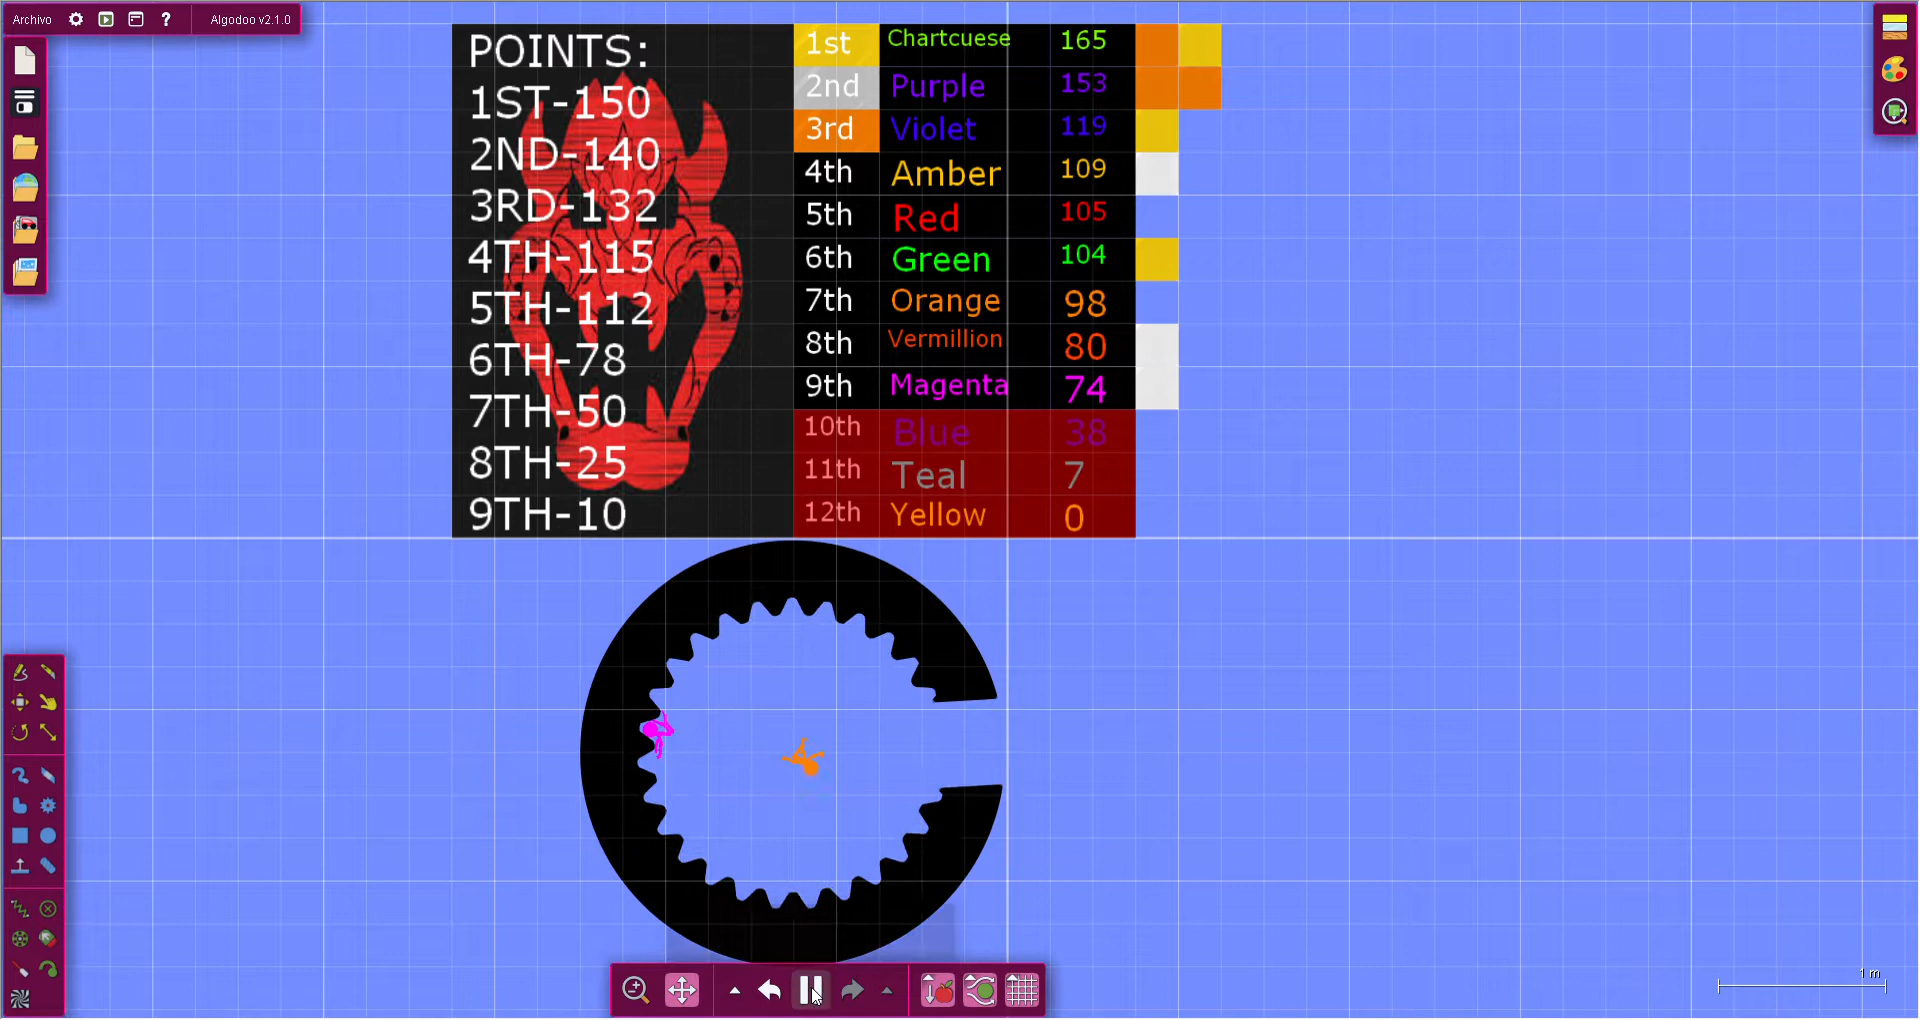 Archivo ? Algodoo v2.1.0
POINTS:
1ST-150
2ND-140
3RD-132
4TH-115
5TH-112
6TH-78
7TH-50
8TH-25
9TH-10
1st Chartcuese 165
2nd Purple 153
3rd Violet 119
4th Amber 109
5th Red 105
6th Green 104
7th Orange 98
8th Vermillion 80
9th Magenta 74
10th Blue 38
11th Teal 7
12th Yellow 0
1 m